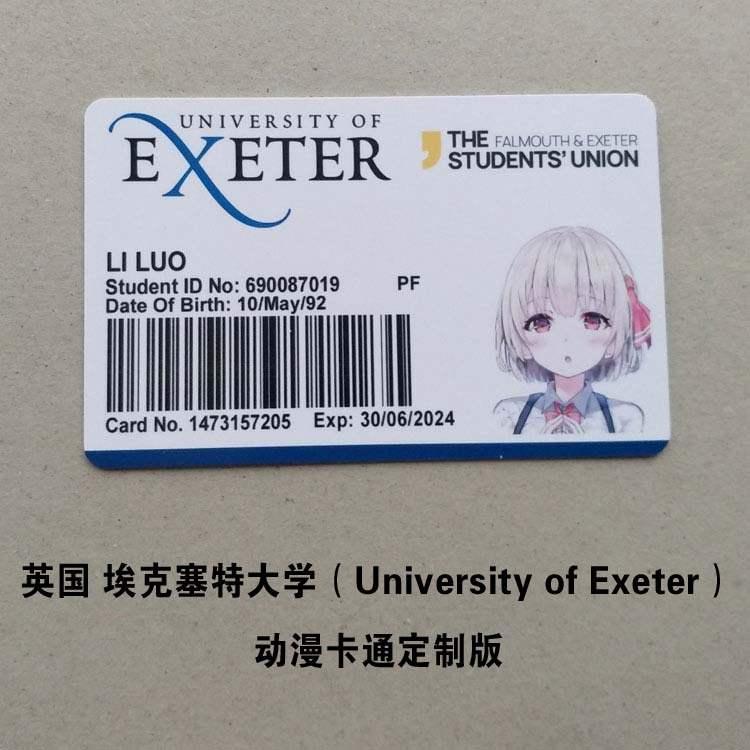 UNIVERSITY OF
EXETER
THE FALMOUTH & EXETER
STUDENTS' UNION
LI LUO
Student ID No: 690087019 PF
Date Of Birth: 10/May/92
Card No. 1473157205 Exp: 30/06/2024
英国 埃克塞特大学（University of Exeter）
动漫卡通定制版